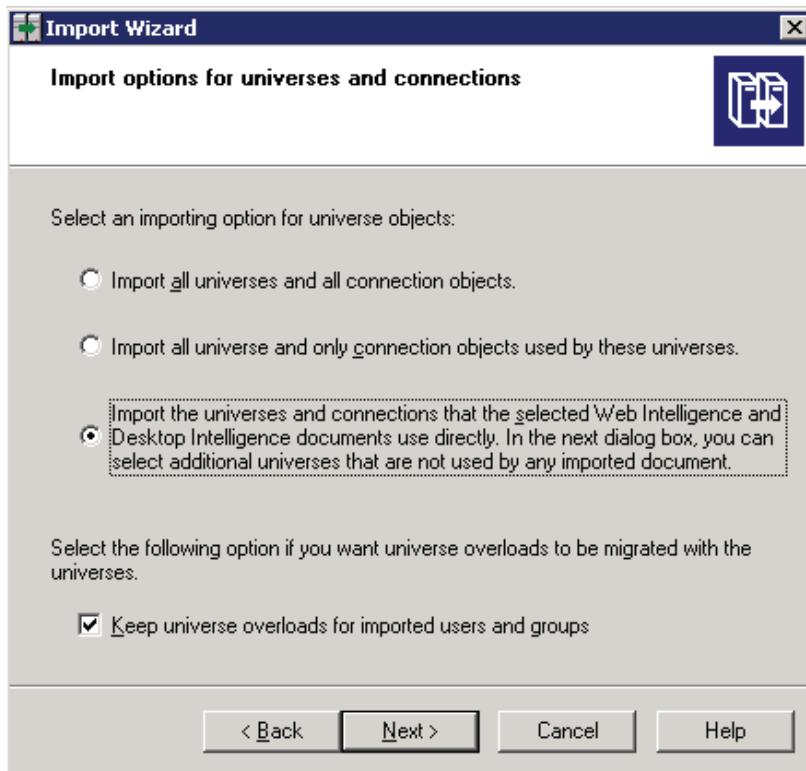 Import Wizard
Import options for universes and connections
Select an importing option for universe objects:
Import all universes and all connection objects.
Import all universe and only connection objects used by these universes.
Import the universes and connections that the selected Web Intelligence and
Desktop Intelligence documents use directly. In the next dialog box, you can
select additional universes that are not used by any imported document.
Select the following option if you want universe overloads to be migrated with the
universes.
Keep universe overloads for imported users and groups
< Back Next > Cancel Help